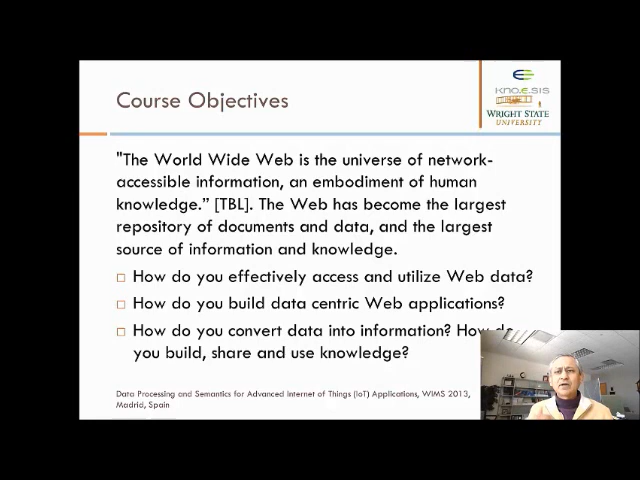 Course Objectives
kno.e.sis
WRIGHT STATE
UNIVERSITY
"The World Wide Web is the universe of network-
accessible information, an embodiment of human
knowledge.” [TBL]. The Web has become the largest
repository of documents and data, and the largest
source of information and knowledge.
How do you effectively access and utilize Web data?
How do you build data centric Web applications?
How do you convert data into information? How do
you build, share and use knowledge?
Data Processing and Semantics for Advanced Internet of Things (IoT) Applications, WIMS 2013,
Madrid, Spain